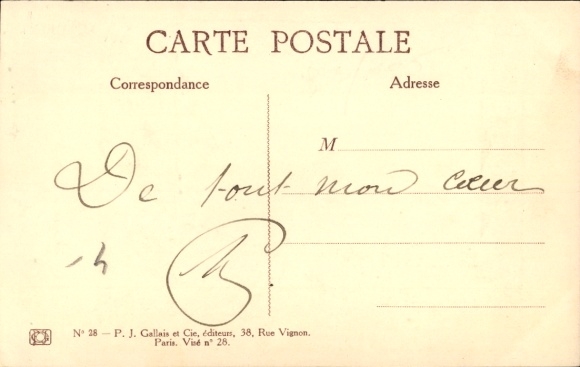 CARTE POSTALE
Correspondance
Adresse
M
De tout mon cœur
N° 28 — P. J. Gallais et Cie, éditeurs, 38, Rue Vignon.
Paris. Visé n° 28.